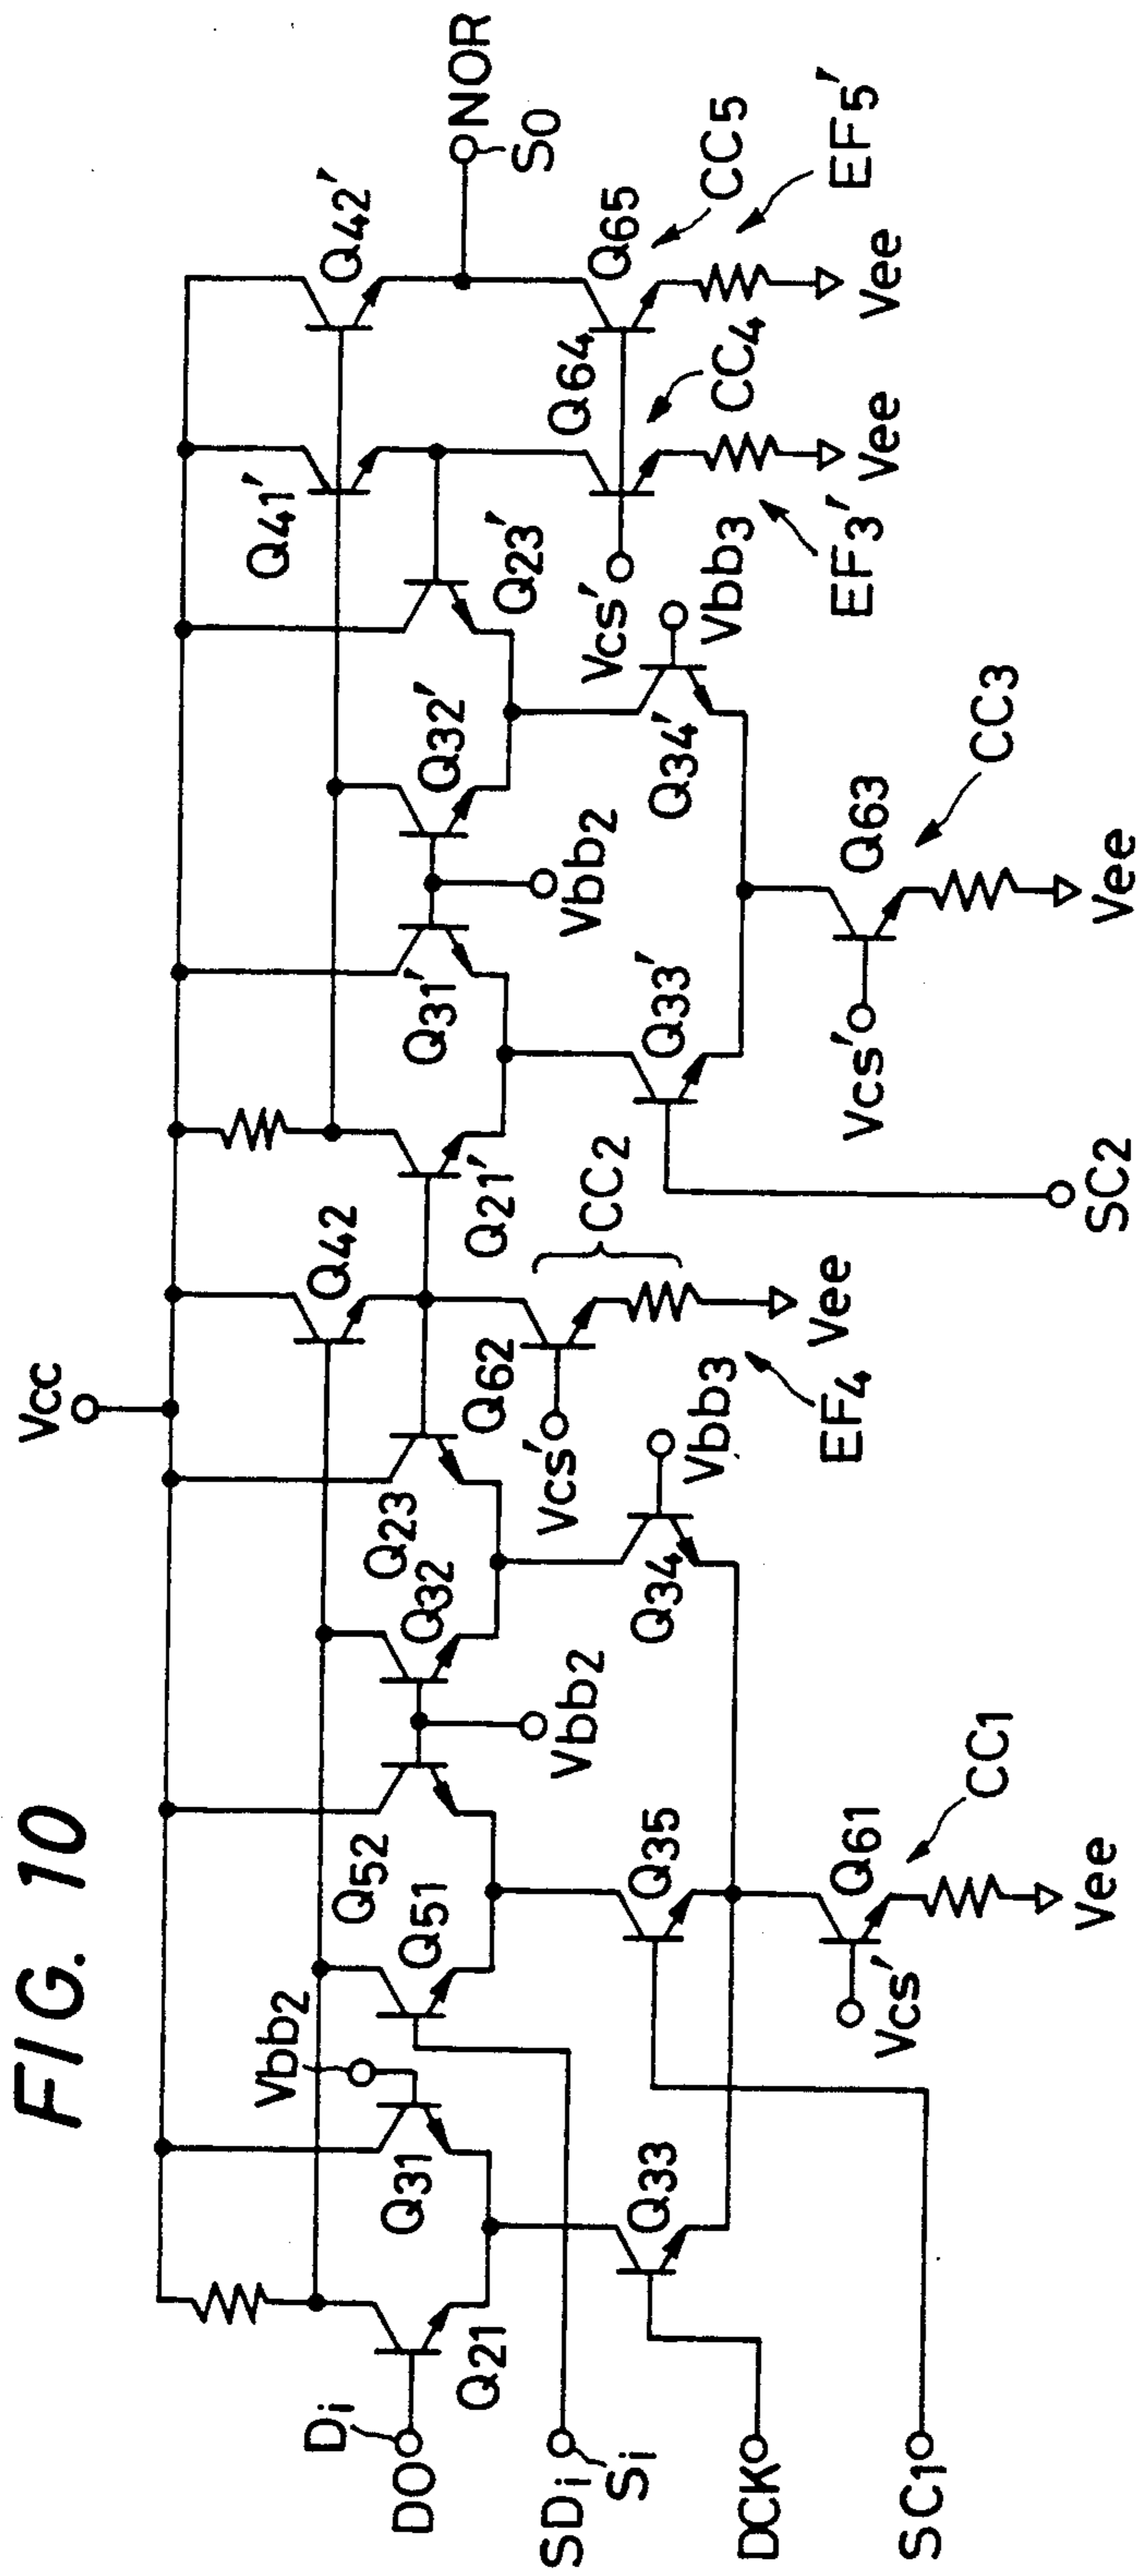 FIG. 10
Vcc
Di
DO
Q21
Q31
Vbb2
Q51
Q52
Q32
Q23
Q42
Q21'
Q31'
Q32'
Q23'
Q41'
Q42'
NOR
SO
SDi
Si
Vbb2
Vcs'
Q62
CC2
Vee
EF4
Vbb2
Vcs'
Q64
Q65
CC5
CC4
EF5'
Vee
Vee
EF3'
DCK
Q33
Q35
Q34
Vbb3
Q33'
Q34'
Vbb3
SC1
Vcs'
Q61
CC1
Vee
SC2
Vcs'
Q63
CC3
Vee